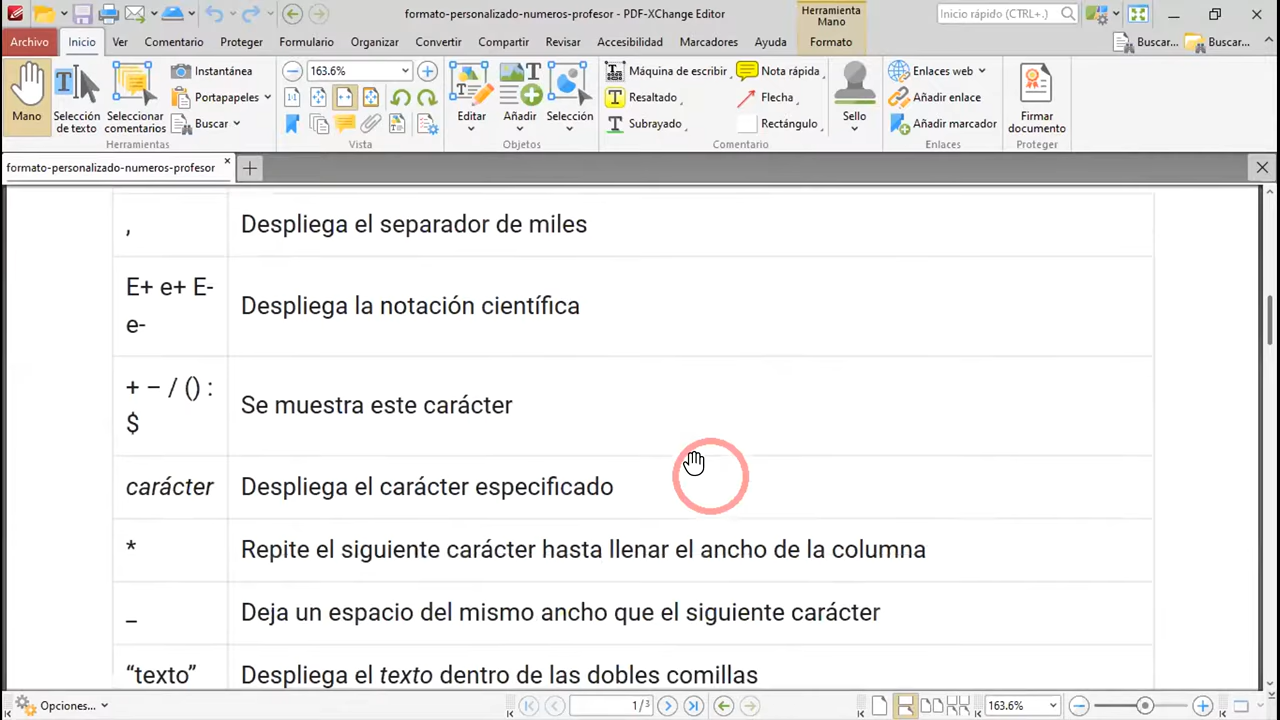 formato-personalizado-numeros-profesor - PDF-XChange Editor
Herramienta
Mano
Inicio rápido (CTRL+.)
Archivo
Inicio
Ver
Comentario
Proteger
Formulario
Organizar
Convertir
Compartir
Revisar
Accesibilidad
Marcadores
Ayuda
Formato
Buscar...
Buscar...
Mano
Selección
de texto
Seleccionar
comentarios
Instantánea
Portapapeles
Buscar
Herramientas
163.6%
Vista
Editar
Añadir
Selección
Objetos
Máquina de escribir
Resaltado
Subrayado
Nota rápida
Flecha
Rectángulo
Sello
Comentario
Enlaces web
Añadir enlace
Añadir marcador
Enlaces
Firmar
documento
Proteger
formato-personalizado-numeros-profesor
, Despliega el separador de miles
E+ e+ E-
e-
Despliega la notación científica
+ − / () :
$
Se muestra este carácter
carácter Despliega el carácter especificado
* Repite el siguiente carácter hasta llenar el ancho de la columna
_ Deja un espacio del mismo ancho que el siguiente carácter
“texto” Despliega el texto dentro de las dobles comillas
Opciones...
1/3
163.6%